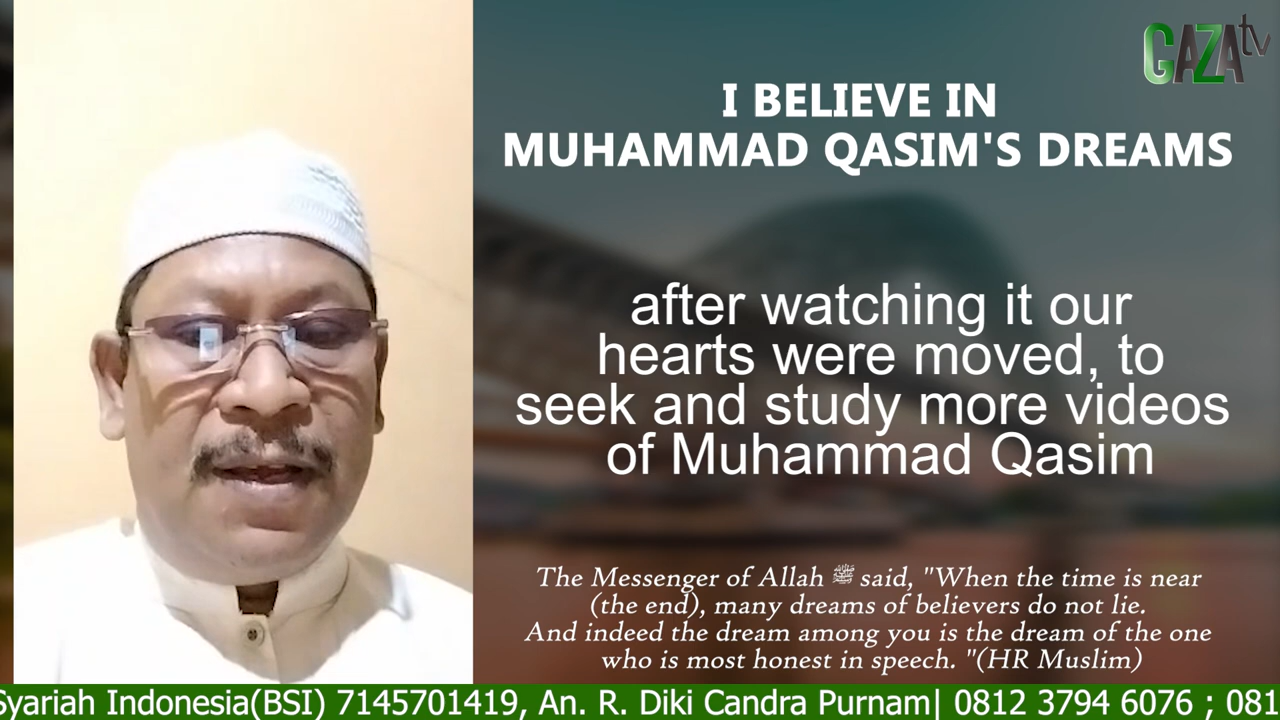 GAZAtv
I BELIEVE IN
MUHAMMAD QASIM'S DREAMS
after watching it our
hearts were moved, to
seek and study more videos
of Muhammad Qasim
The Messenger of Allah ﷺ said, "When the time is near
(the end), many dreams of believers do not lie.
And indeed the dream among you is the dream of the one
who is most honest in speech. "(HR Muslim)
Syariah Indonesia(BSI) 7145701419, An. R. Diki Candra Purnam| 0812 3794 6076 ; 081